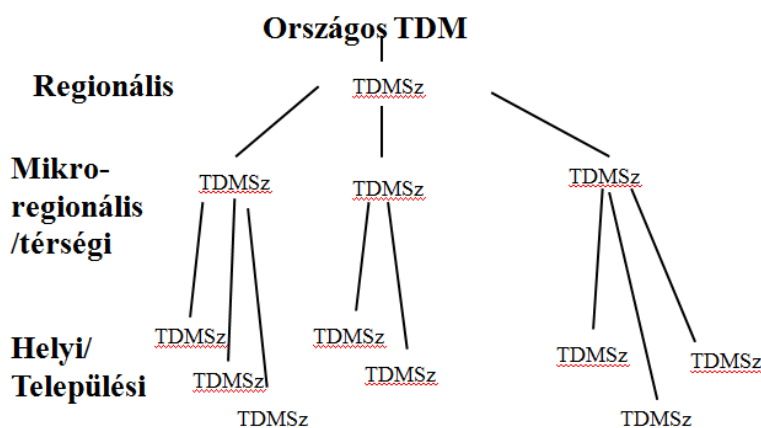 Országos TDM
Regionális
TDMSz
Mikro-
regionális
/térségi
TDMSz
TDMSz
TDMSz
Helyi/
Települési
TDMSz
TDMSz
TDMSz
TDMSz
TDMSz
TDMSz
TDMSz
TDMSz